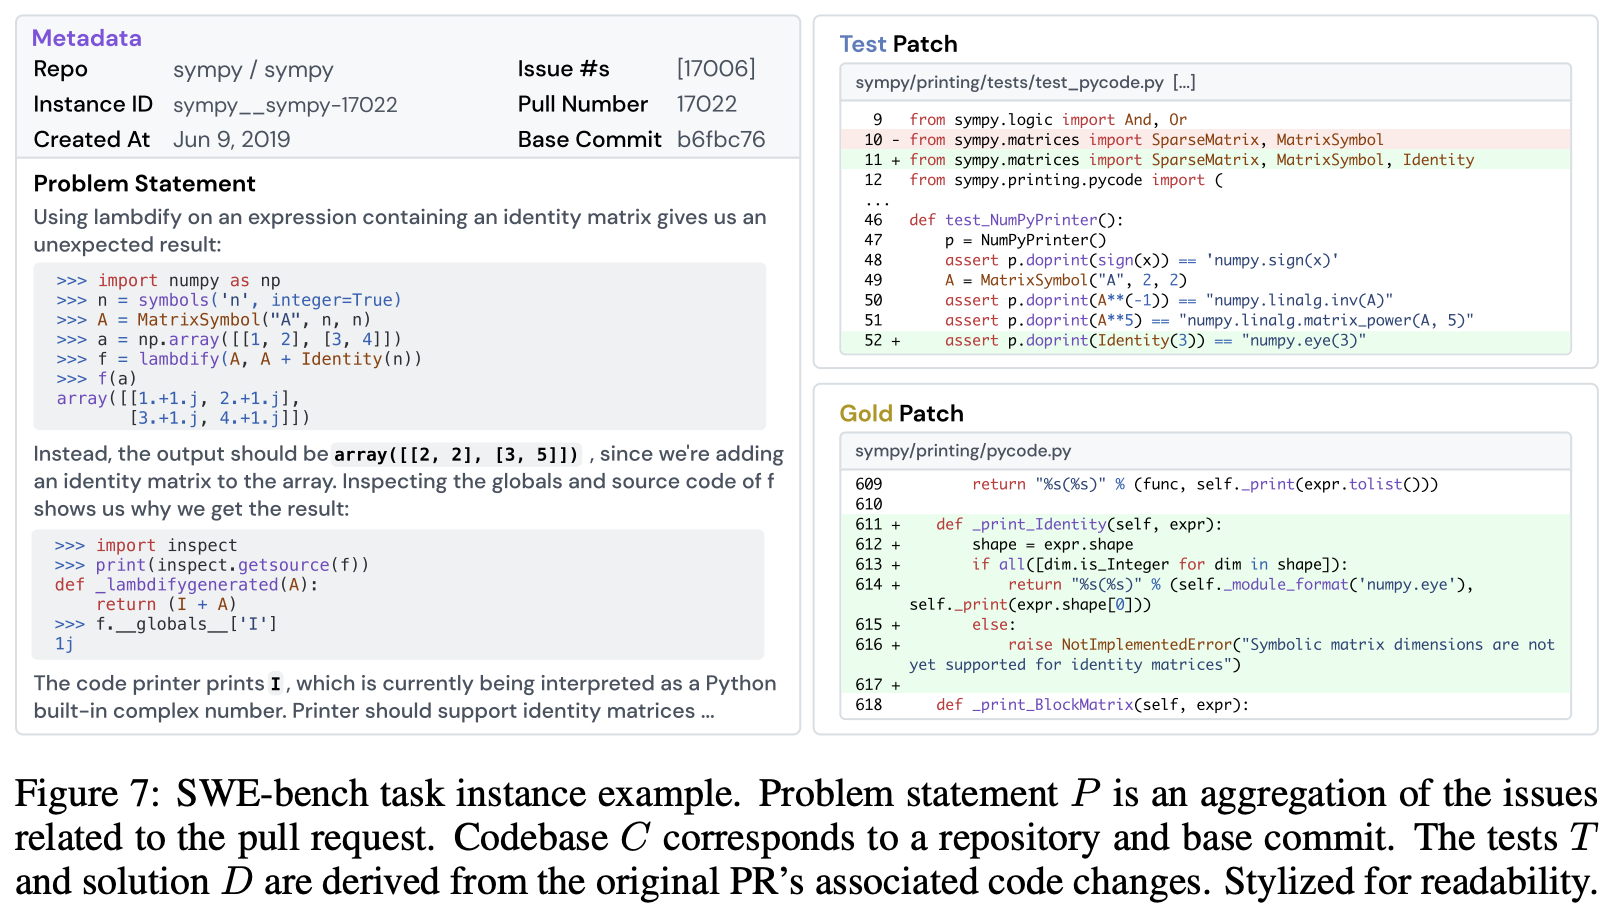 Metadata
Repo sympy / sympy Issue #s [17006]
Instance ID sympy__sympy-17022 Pull Number 17022
Created At Jun 9, 2019 Base Commit b6fbc76
Problem Statement
Using lambdify on an expression containing an identity matrix gives us an
unexpected result:
>>> import numpy as np
>>> n = symbols('n', integer=True)
>>> A = MatrixSymbol("A", n, n)
>>> a = np.array([[1, 2], [3, 4]])
>>> f = lambdify(A, A + Identity(n))
>>> f(a)
array([[1.+1.j, 2.+1.j],
       [3.+1.j, 4.+1.j]])
Instead, the output should be array([[2, 2], [3, 5]]) , since we're adding
an identity matrix to the array. Inspecting the globals and source code of f
shows us why we get the result:
>>> import inspect
>>> print(inspect.getsource(f))
def _lambdifygenerated(A):
    return (I + A)
>>> f.__globals__['I']
1j
The code printer prints I , which is currently being interpreted as a Python
built-in complex number. Printer should support identity matrices ...
Test Patch
sympy/printing/tests/test_pycode.py [...]
9 from sympy.logic import And, Or
10 - from sympy.matrices import SparseMatrix, MatrixSymbol
11 + from sympy.matrices import SparseMatrix, MatrixSymbol, Identity
12 from sympy.printing.pycode import (
...
46 def test_NumPyPrinter():
47     p = NumPyPrinter()
48     assert p.doprint(sign(x)) == 'numpy.sign(x)'
49     A = MatrixSymbol("A", 2, 2)
50     assert p.doprint(A**(-1)) == "numpy.linalg.inv(A)"
51     assert p.doprint(A**5) == "numpy.linalg.matrix_power(A, 5)"
52 +     assert p.doprint(Identity(3)) == "numpy.eye(3)"
Gold Patch
sympy/printing/pycode.py
609         return "%s(%s)" % (func, self._print(expr.tolist()))
610
611 +     def _print_Identity(self, expr):
612 +         shape = expr.shape
613 +         if all([dim.is_Integer for dim in shape]):
614 +             return "%s(%s)" % (self._module_format('numpy.eye'),
self._print(expr.shape[0]))
615 +         else:
616 +             raise NotImplementedError("Symbolic matrix dimensions are not
yet supported for identity matrices")
617 +
618     def _print_BlockMatrix(self, expr):
Figure 7: SWE-bench task instance example. Problem statement P is an aggregation of the issues
related to the pull request. Codebase C corresponds to a repository and base commit. The tests T
and solution D are derived from the original PR's associated code changes. Stylized for readability.